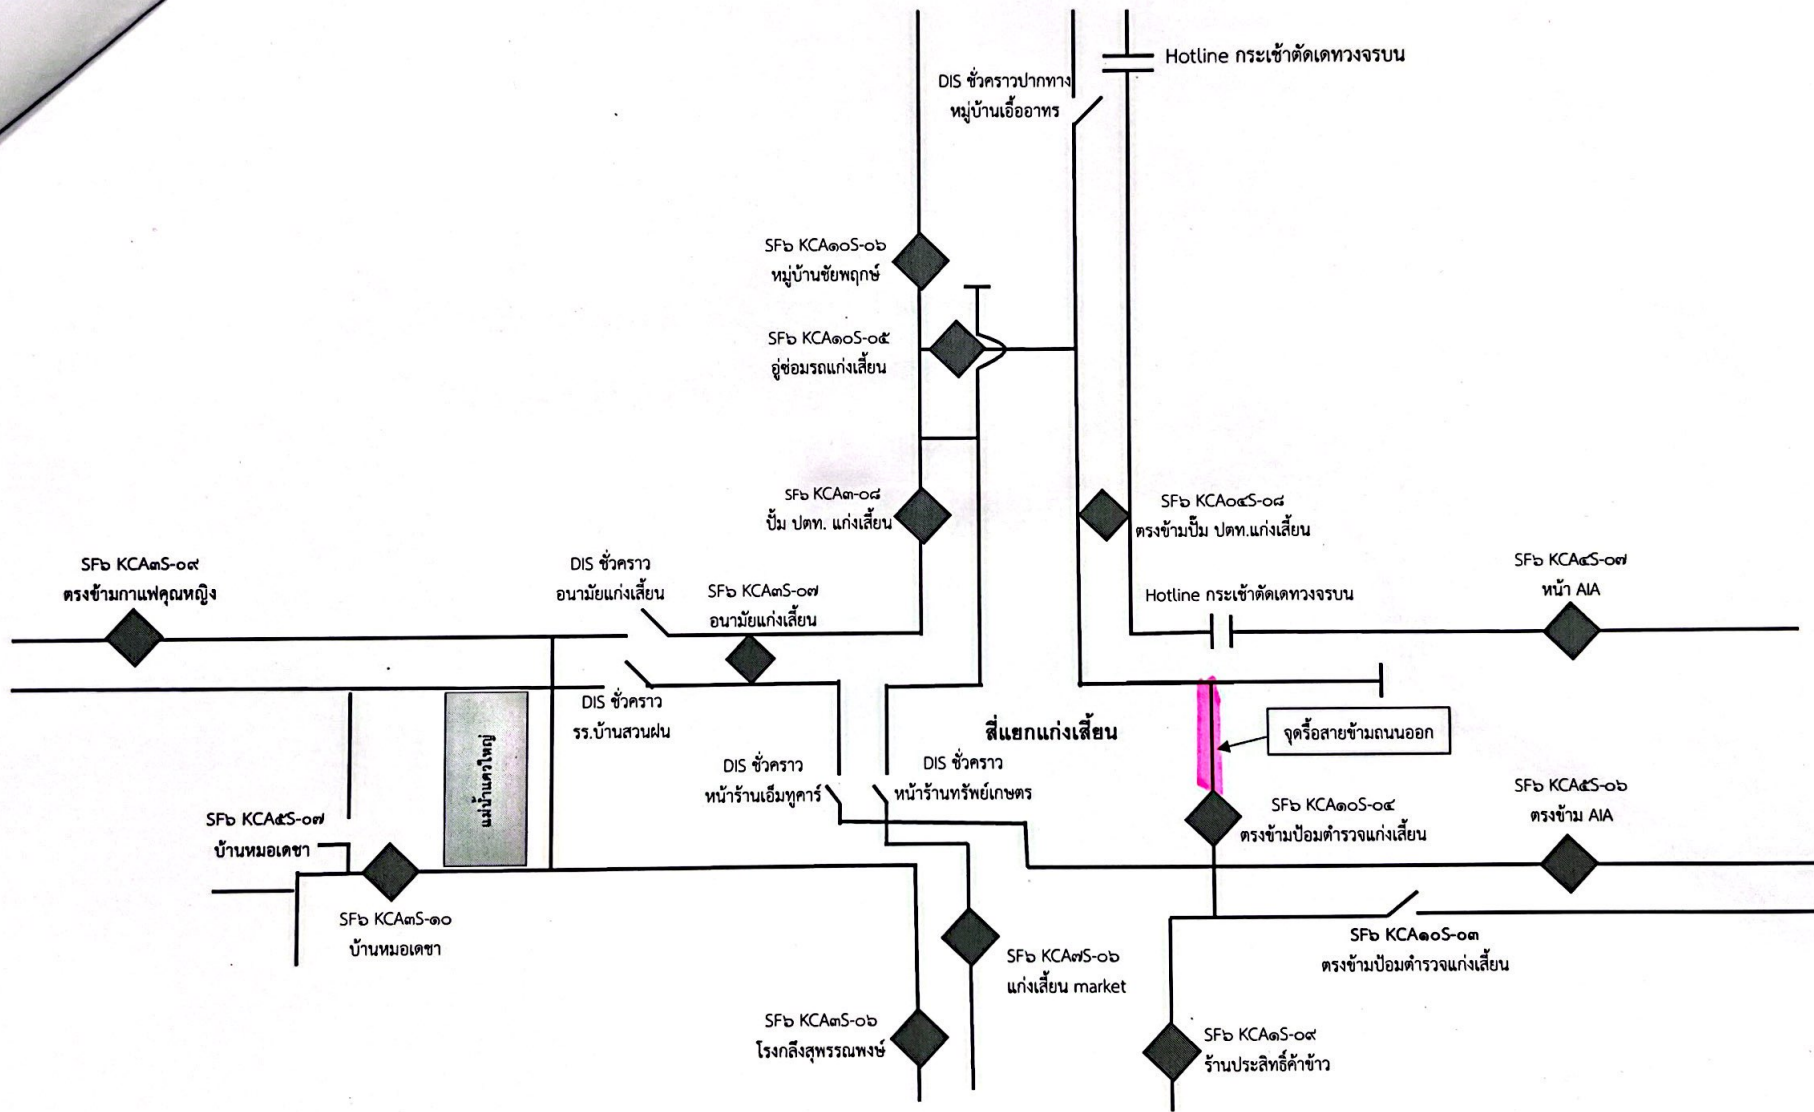 Hotline กระเช้าตัดเดทวงจรบน
DIS ชั่วคราวปากทาง
หมู่บ้านเอื้ออาทร
SF๖ KCA๑๐S-๐๖
หมู่บ้านชัยพฤกษ์
SF๖ KCA๑๐S-๐๕
อู่ซ่อมรถแก่งเสี้ยน
SF๖ KCA๓-๐๘
ปั้ม ปตท. แก่งเสี้ยน
SF๖ KCA๐๔S-๐๘
ตรงข้ามปั๊ม ปตท.แก่งเสี้ยน
SF๖ KCA๓S-๐๙
ตรงข้ามกาแฟคุณหญิง
DIS ชั่วคราว
อนามัยแก่งเสี้ยน
SF๖ KCA๓S-๐๗
อนามัยแก่งเสี้ยน
Hotline กระเช้าตัดเดทวงจรบน
SF๖ KCA๔S-๐๗
หน้า AIA
DIS ชั่วคราว
รร.บ้านสวนฝน
สี่แยกแก่งเสี้ยน
จุดรื้อสายข้ามถนนออก
แม่น้ำแควใหญ่
DIS ชั่วคราว
หน้าร้านเอ็มทูคาร์
DIS ชั่วคราว
หน้าร้านทรัพย์เกษตร
SF๖ KCA๕S-๐๗
บ้านหมอเดชา
SF๖ KCA๑๐S-๐๔
ตรงข้ามป้อมตำรวจแก่งเสี้ยน
SF๖ KCA๕S-๐๖
ตรงข้าม AIA
SF๖ KCA๓S-๑๐
บ้านหมอเดชา
SF๖ KCA๗S-๐๖
แก่งเสี้ยน market
SF๖ KCA๑๐S-๐๓
ตรงข้ามป้อมตำรวจแก่งเสี้ยน
SF๖ KCA๓S-๐๖
โรงกลึงสุพรรณพงษ์
SF๖ KCA๑S-๐๙
ร้านประสิทธิ์ค้าข้าว